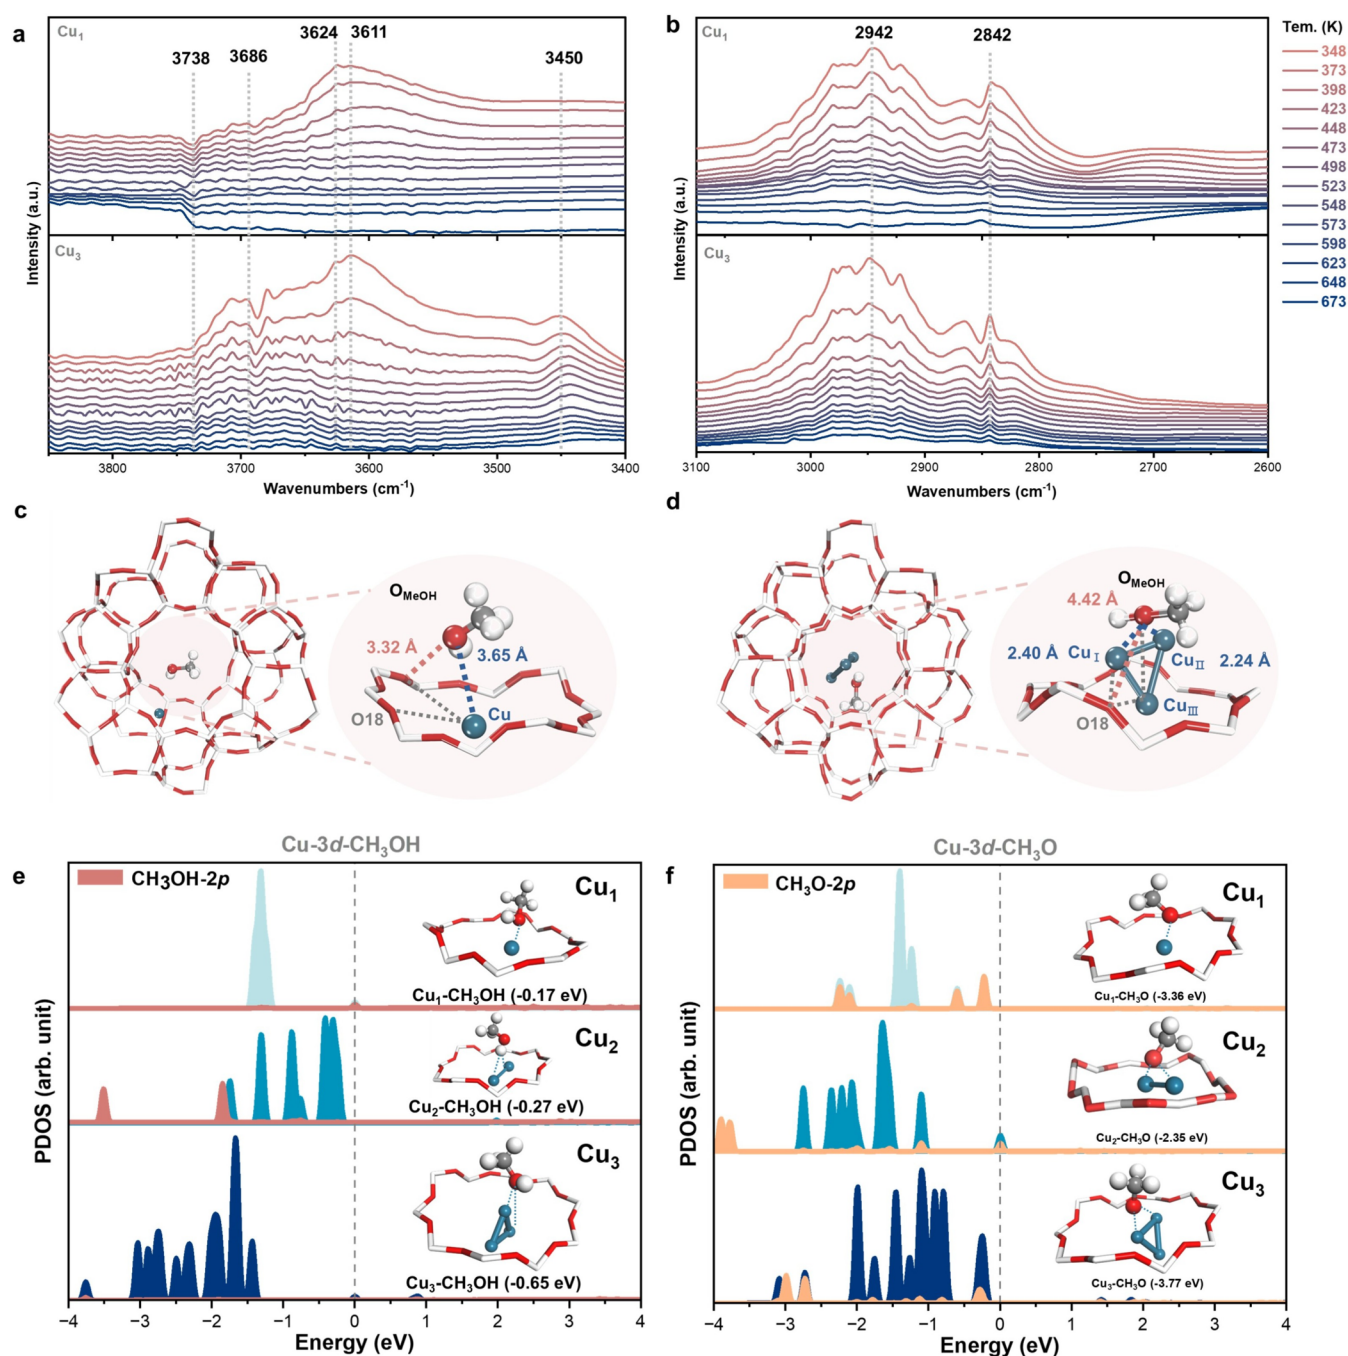 a
Cu1
3738
3686
3624
3611
3450
Cu3
Intensity (a.u.)
3800
3700
3600
3500
3400
Wavenumbers (cm-1)
b
Cu1
2942
2842
Cu3
Intensity (a.u.)
3100
3000
2900
2800
2700
2600
Wavenumbers (cm-1)
Tem. (K)
348
373
398
423
448
473
498
523
548
573
598
623
648
673
c
OMeOH
3.32 Å
3.65 Å
Cu
O18
d
OMeOH
4.42 Å
2.40 Å
CuI
CuII
2.24 Å
CuIII
O18
Cu-3d-CH3OH
e
CH3OH-2p
Cu1
Cu1-CH3OH (-0.17 eV)
Cu2
Cu2-CH3OH (-0.27 eV)
Cu3
Cu3-CH3OH (-0.65 eV)
PDOS (arb. unit)
−4
−3
−2
−1
0
1
2
3
4
Energy (eV)
Cu-3d-CH3O
f
CH3O-2p
Cu1
Cu1-CH3O (-3.36 eV)
Cu2
Cu2-CH3O (-2.35 eV)
Cu3
Cu3-CH3O (-3.77 eV)
PDOS (arb. unit)
−4
−3
−2
−1
0
1
2
3
4
Energy (eV)